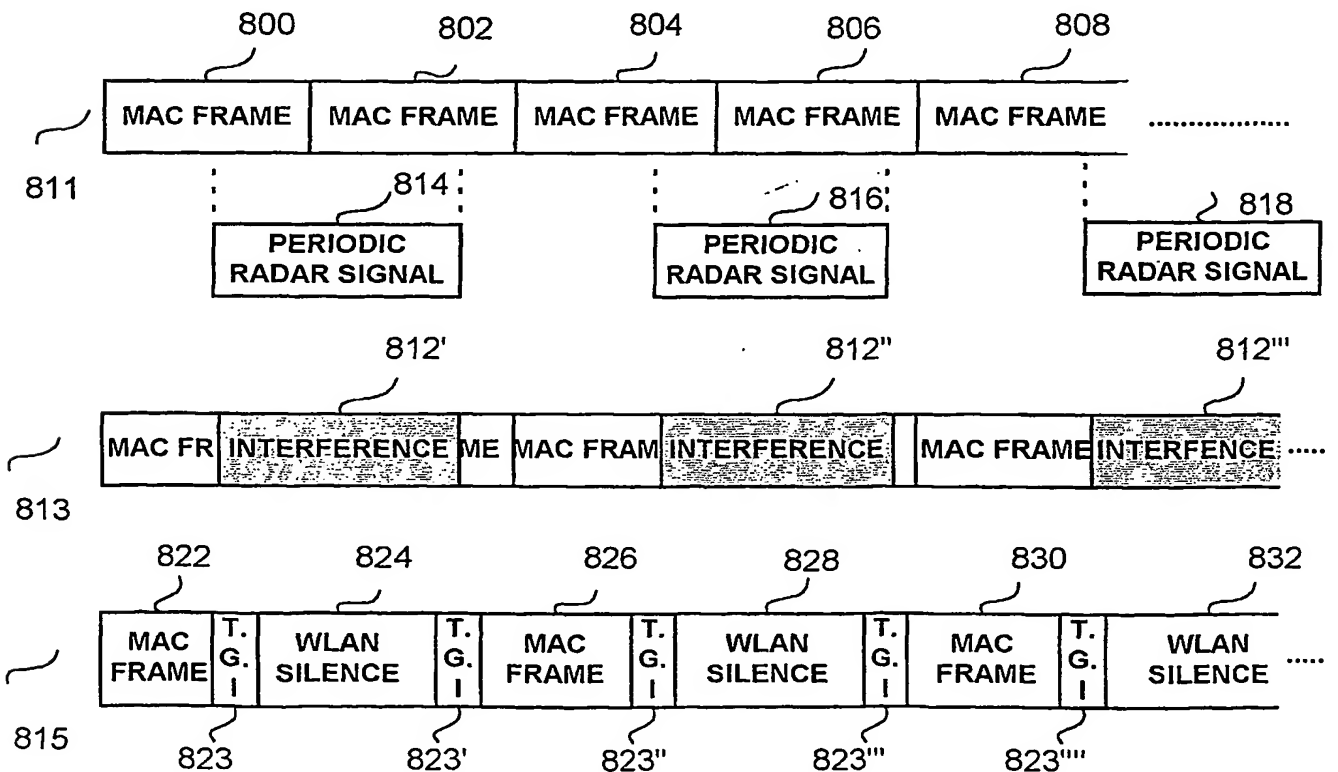 800 802 804 806 808
MAC FRAME MAC FRAME MAC FRAME MAC FRAME MAC FRAME ..................
811
814 816 818
PERIODIC RADAR SIGNAL
PERIODIC RADAR SIGNAL
PERIODIC RADAR SIGNAL
812' 812" 812'''
MAC FR INTERFERENCE ME MAC FRAM INTERFERENCE MAC FRAME INTERFENCE .....
813
822 824 826 828 830 832
MAC FRAME T. G. I WLAN SILENCE T. G. I MAC FRAME T. G. I WLAN SILENCE T. G. I MAC FRAME T. G. I WLAN SILENCE .....
815
823 823' 823" 823''' 823''''